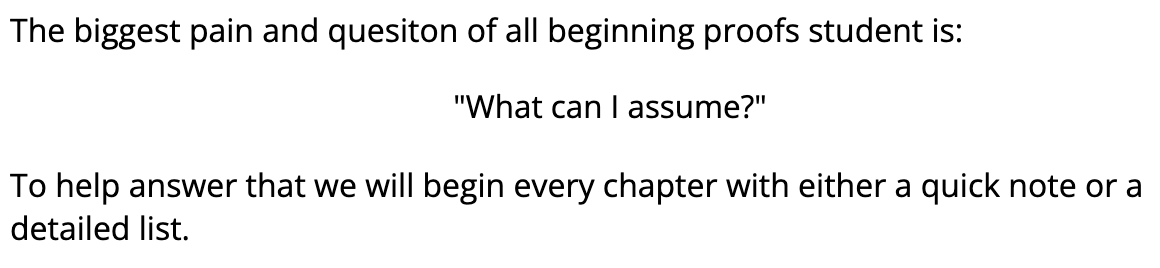 The biggest pain and quesiton of all beginning proofs student is:
"What can I assume?"
To help answer that we will begin every chapter with either a quick note or a
detailed list.